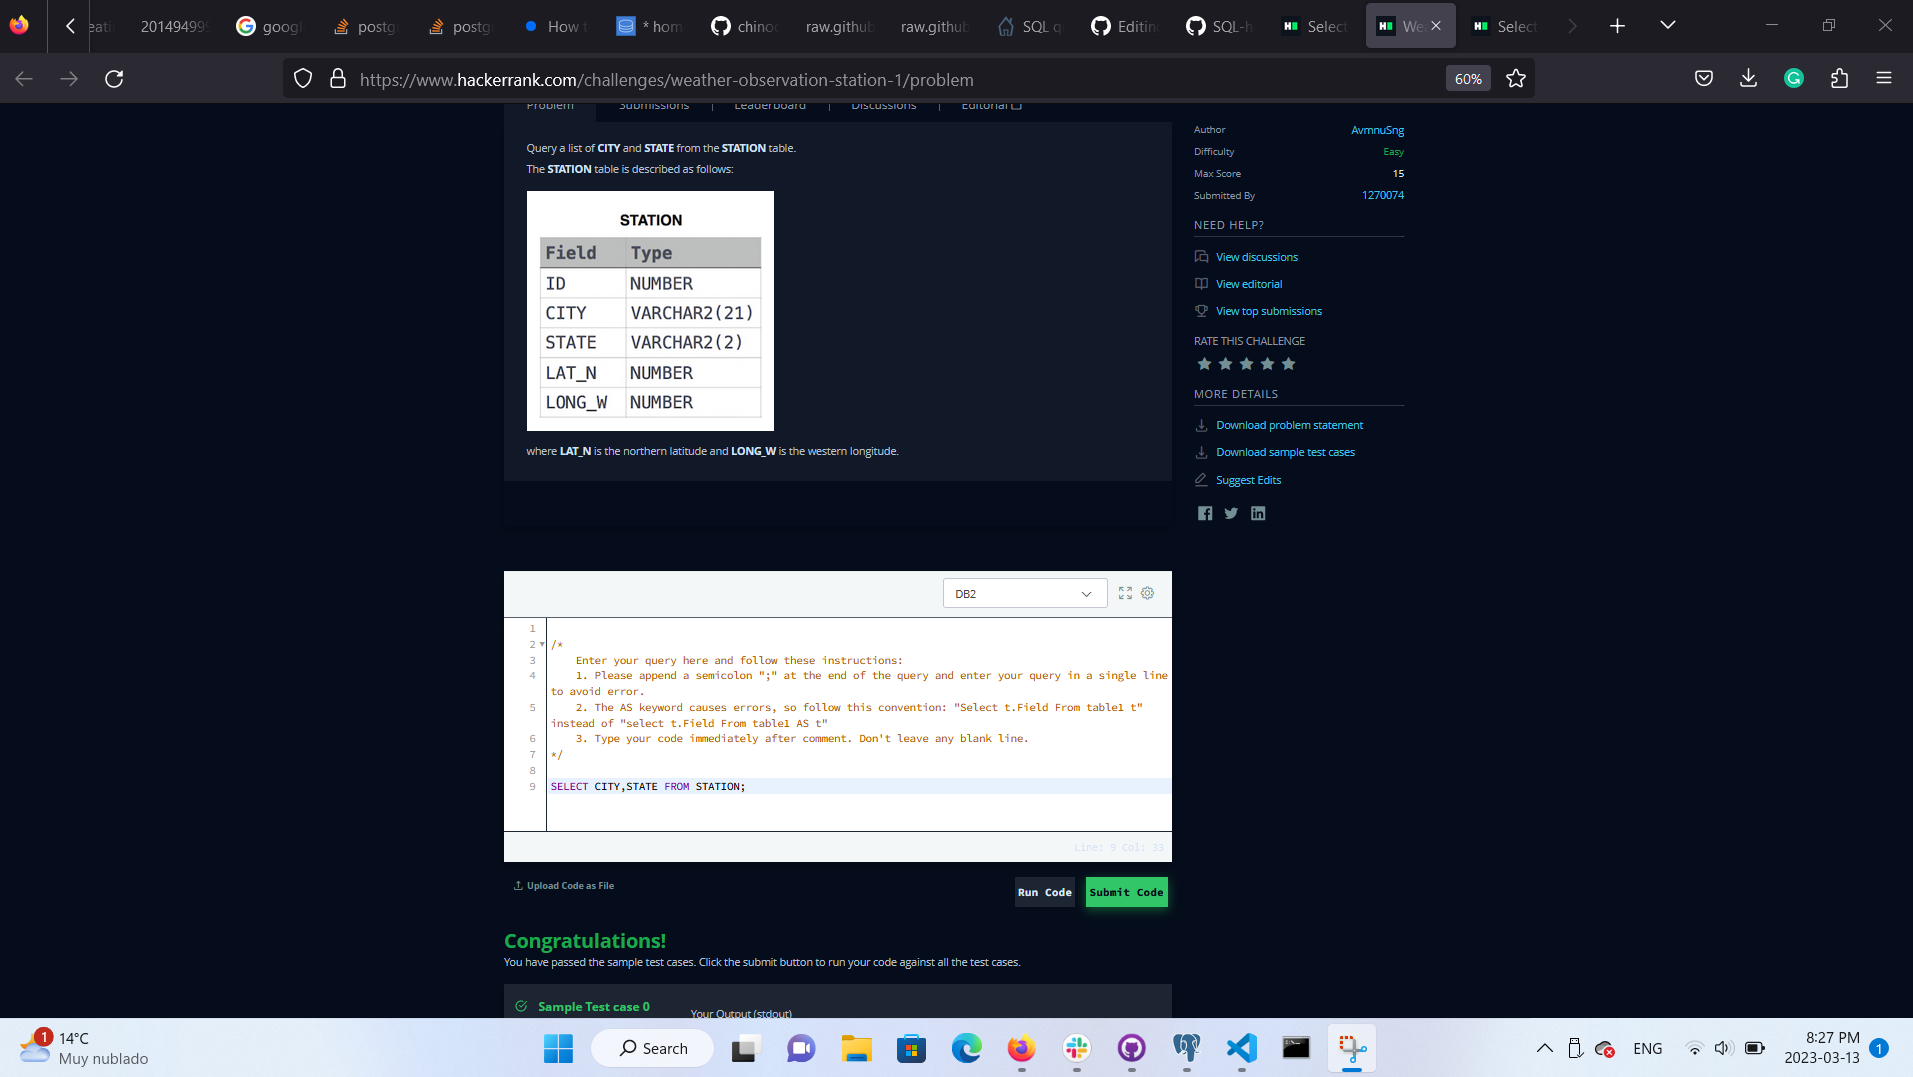 eati
201494999
googl
postg
postg
How t
* hom
chinoo
raw.github
raw.github
SQL q
Editin
SQL-h
Select
We
Select
https://www.hackerrank.com/challenges/weather-observation-station-1/problem
60%
Problem
Submissions
Leaderboard
Discussions
Editorial
Query a list of CITY and STATE from the STATION table.
The STATION table is described as follows:
STATION
Field Type
ID NUMBER
CITY VARCHAR2(21)
STATE VARCHAR2(2)
LAT_N NUMBER
LONG_W NUMBER
where LAT_N is the northern latitude and LONG_W is the western longitude.
Author AvmnuSng
Difficulty Easy
Max Score 15
Submitted By 1270074
NEED HELP?
View discussions
View editorial
View top submissions
RATE THIS CHALLENGE
MORE DETAILS
Download problem statement
Download sample test cases
Suggest Edits
DB2
1
2 /*
3 Enter your query here and follow these instructions:
4 1. Please append a semicolon ";" at the end of the query and enter your query in a single line
to avoid error.
5 2. The AS keyword causes errors, so follow this convention: "Select t.Field From table1 t"
instead of "select t.Field From table1 AS t"
6 3. Type your code immediately after comment. Don't leave any blank line.
7 */
8
9 SELECT CITY,STATE FROM STATION;
Line: 9 Col: 33
Upload Code as File
Run Code
Submit Code
Congratulations!
You have passed the sample test cases. Click the submit button to run your code against all the test cases.
Sample Test case 0
Your Output (stdout)
1
14°C
Muy nublado
Search
ENG
8:27 PM
2023-03-13
1